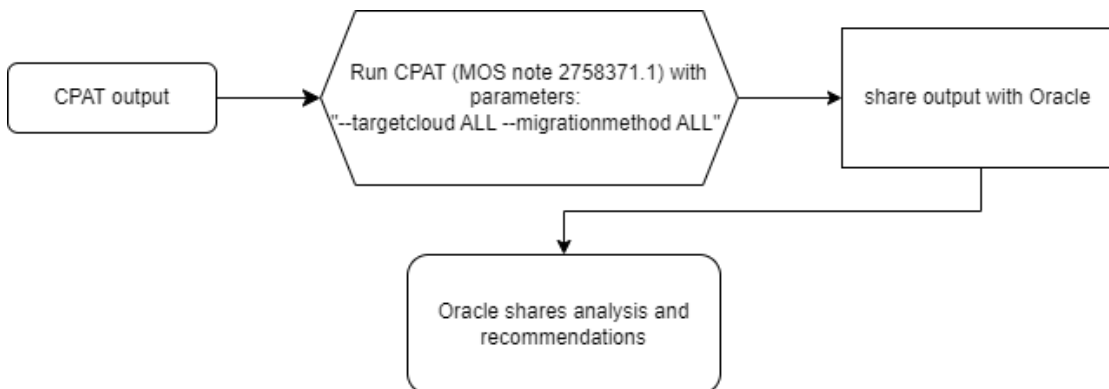 CPAT output
Run CPAT (MOS note 2758371.1) with
parameters:
"--targetcloud ALL --migrationmethod ALL"
share output with Oracle
Oracle shares analysis and
recommendations